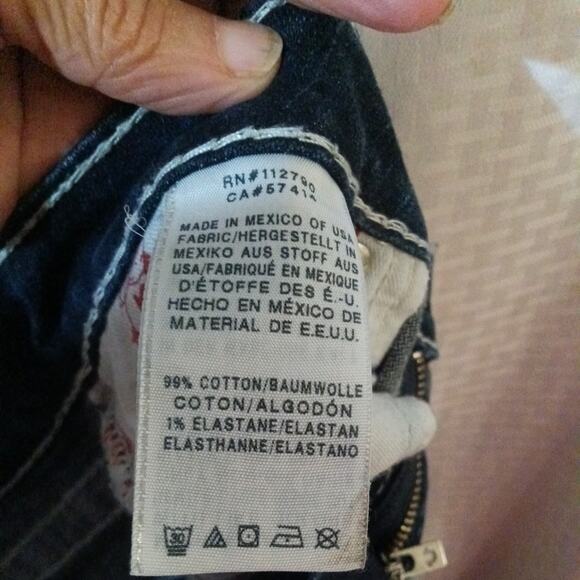 RN#112790
CA#57414
MADE IN MEXICO OF USA
FABRIC/HERGESTELLT IN
MEXIKO AUS STOFF AUS
USA/FABRIQUÉ EN MEXIQUE
D'ÉTOFFE DES É.-U.
HECHO EN MÉXICO DE
MATERIAL DE E.E.U.U.
99% COTTON/BAUMWOLLE
COTON/ALGODÓN
1% ELASTANE/ELASTAN
ELASTHANNE/ELASTANO
30